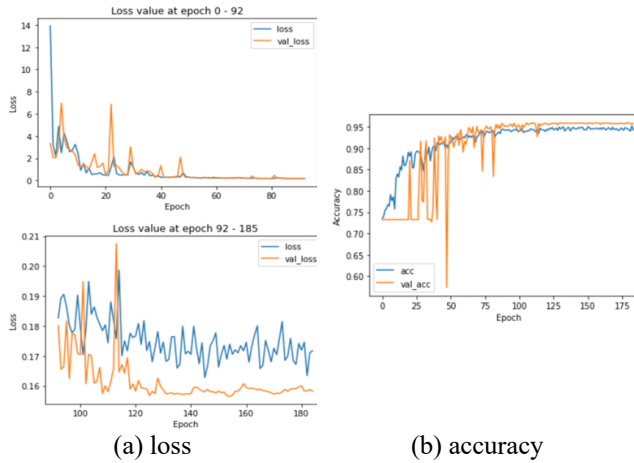 Loss value at epoch 0 - 92
14
12
10
8
6
4
2
0
Loss
loss
val_loss
0 20 40 60 80
Epoch
Loss value at epoch 92 - 185
0.21
0.20
0.19
0.18
0.17
0.16
Loss
loss
val_loss
100 120 140 160 180
Epoch
(a) loss
0.95
0.90
0.85
0.80
0.75
0.70
0.65
0.60
Accuracy
acc
val_acc
0 25 50 75 100 125 150 175
Epoch
(b) accuracy